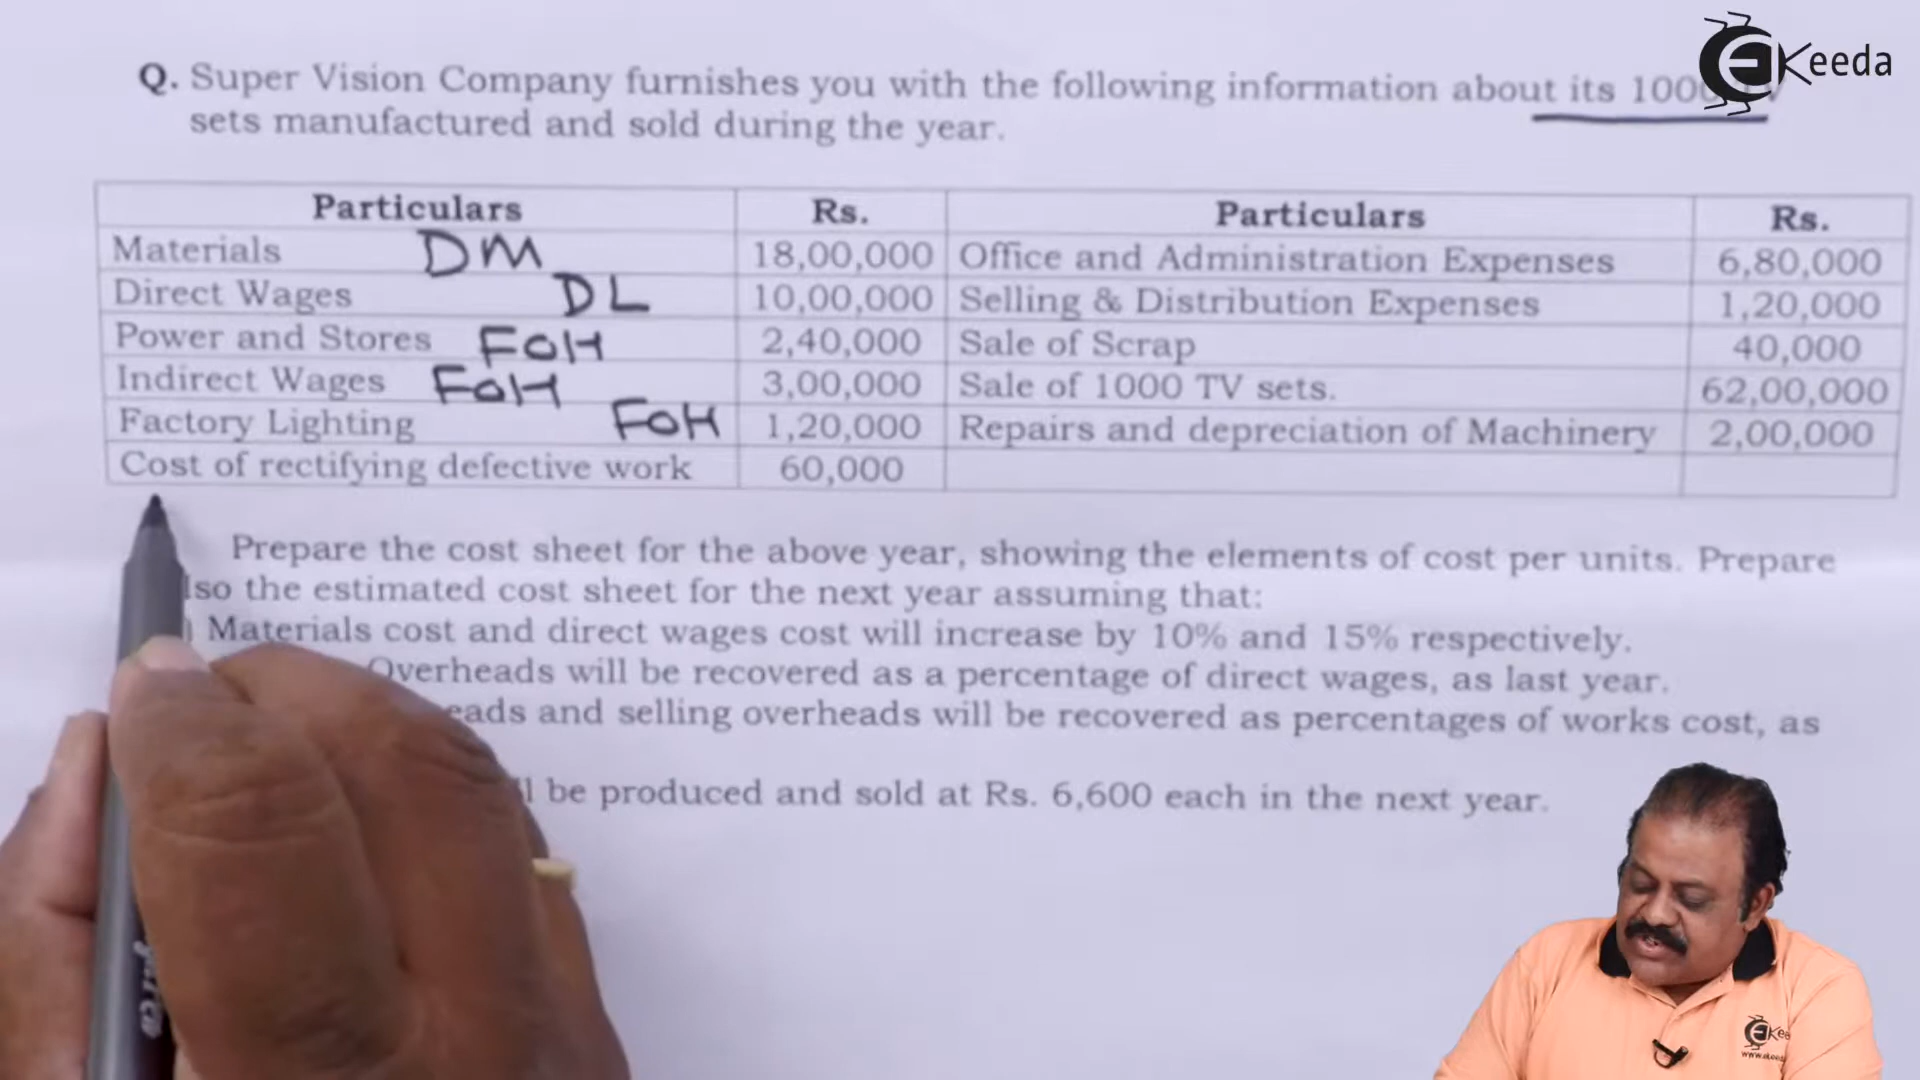 Keeda
Q. Super Vision Company furnishes you with the following information about its 1000
sets manufactured and sold during the year.
Particulars Rs. Particulars Rs.
Materials DM 18,00,000 Office and Administration Expenses 6,80,000
Direct Wages DL 10,00,000 Selling & Distribution Expenses 1,20,000
Power and Stores FOH 2,40,000 Sale of Scrap 40,000
Indirect Wages FOH 3,00,000 Sale of 1000 TV sets. 62,00,000
Factory Lighting FOH 1,20,000 Repairs and depreciation of Machinery 2,00,000
Cost of rectifying defective work 60,000
Prepare the cost sheet for the above year, showing the elements of cost per units. Prepare
lso the estimated cost sheet for the next year assuming that:
) Materials cost and direct wages cost will increase by 10% and 15% respectively.
Overheads will be recovered as a percentage of direct wages, as last year.
eads and selling overheads will be recovered as percentages of works cost, as
l be produced and sold at Rs. 6,600 each in the next year.